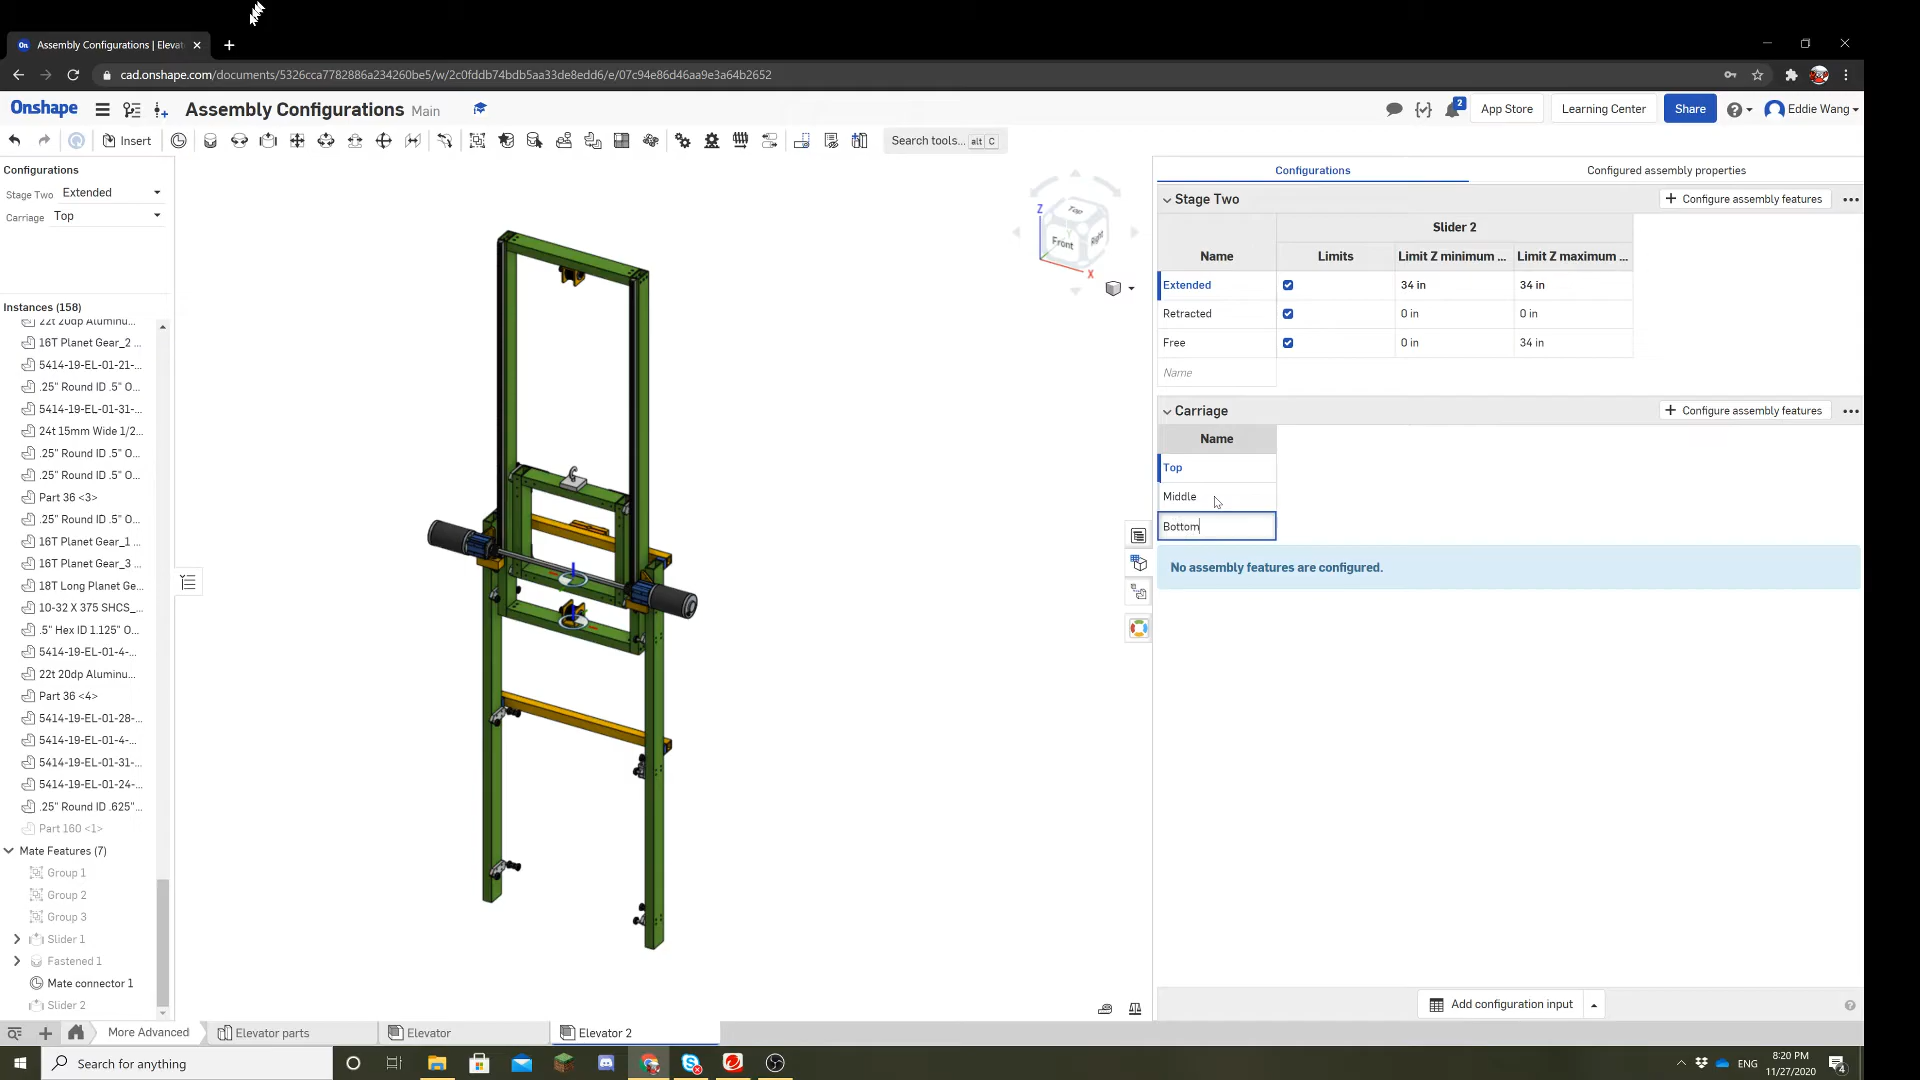 Assembly Configurations | Eleva
cad.onshape.com/documents/5326cca7782886a234260be5/w/2c0fddb74bdb5aa33de8edd6/e/07c94e86d46aa9e3a64b2652
Onshape
Assembly Configurations Main
2
App Store
Learning Center
Share
Eddie Wang
Insert
Search tools... alt C
Configurations
Stage Two Extended
Carriage Top
Instances (158)
22t 20dp Aluminu...
16T Planet Gear_2 ...
5414-19-EL-01-21-...
.25" Round ID .5" O...
5414-19-EL-01-31-...
24t 15mm Wide 1/2...
.25" Round ID .5" O...
.25" Round ID .5" O...
Part 36 <3>
.25" Round ID .5" O...
16T Planet Gear_1 ...
16T Planet Gear_3 ...
18T Long Planet Ge...
10-32 X 375 SHCS_...
.5" Hex ID 1.125" O...
5414-19-EL-01-4-...
22t 20dp Aluminu...
Part 36 <4>
5414-19-EL-01-28-...
5414-19-EL-01-4-...
5414-19-EL-01-31-...
5414-19-EL-01-24-...
.25" Round ID .625"...
Part 160 <1>
Mate Features (7)
Group 1
Group 2
Group 3
Slider 1
Fastened 1
Mate connector 1
Slider 2
Z
Top
Front
Right
X
Configurations
Configured assembly properties
Stage Two
Configure assembly features
Slider 2
Name
Limits
Limit Z minimum ...
Limit Z maximum ...
Extended
34 in
34 in
Retracted
0 in
0 in
Free
0 in
34 in
Name
Carriage
Configure assembly features
Name
Top
Middle
Bottom
No assembly features are configured.
Add configuration input
More Advanced
Elevator parts
Elevator
Elevator 2
Search for anything
ENG
8:20 PM
11/27/2020
4